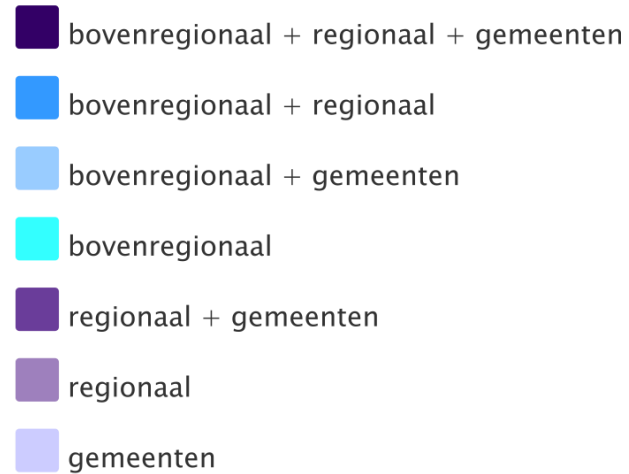 bovenregionaal + regionaal + gemeenten
bovenregionaal + regionaal
bovenregionaal + gemeenten
bovenregionaal
regionaal + gemeenten
regionaal
gemeenten